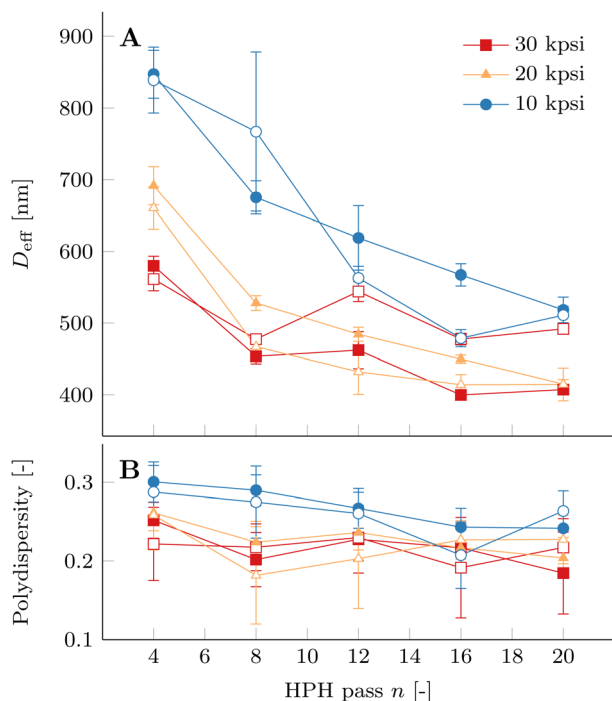 A
900
800
700
600
500
400
D_eff [nm]
30 kpsi
20 kpsi
10 kpsi
B
0.3
0.2
0.1
Polydispersity [-]
4 6 8 10 12 14 16 18 20
HPH pass n [-]